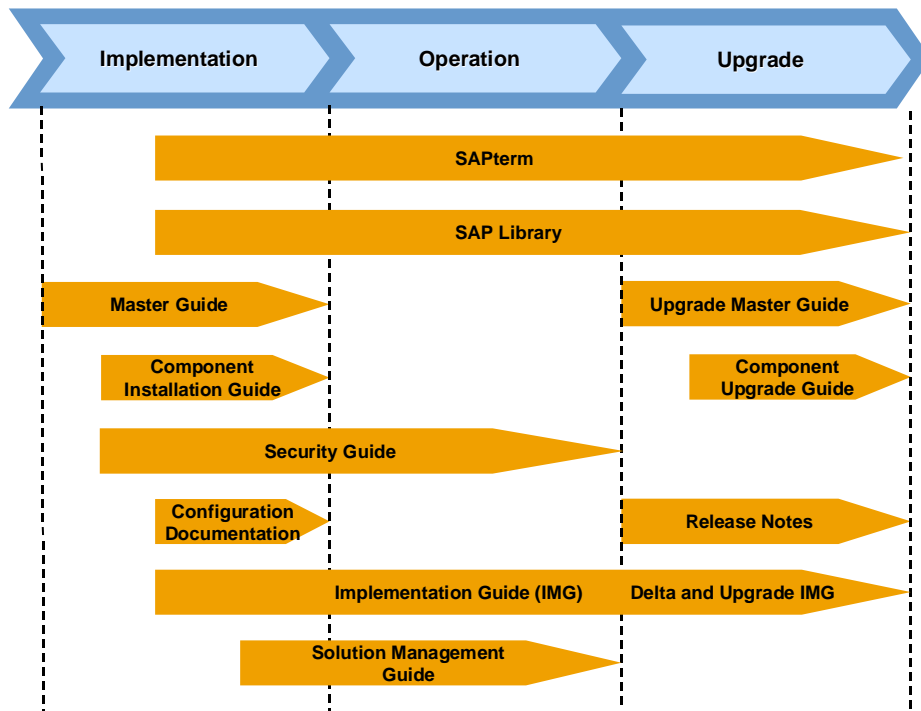 Implementation
Operation
Upgrade
SAPterm
SAP Library
Master Guide
Upgrade Master Guide
Component
Installation Guide
Component
Upgrade Guide
Security Guide
Configuration
Documentation
Release Notes
Implementation Guide (IMG)
Delta and Upgrade IMG
Solution Management
Guide